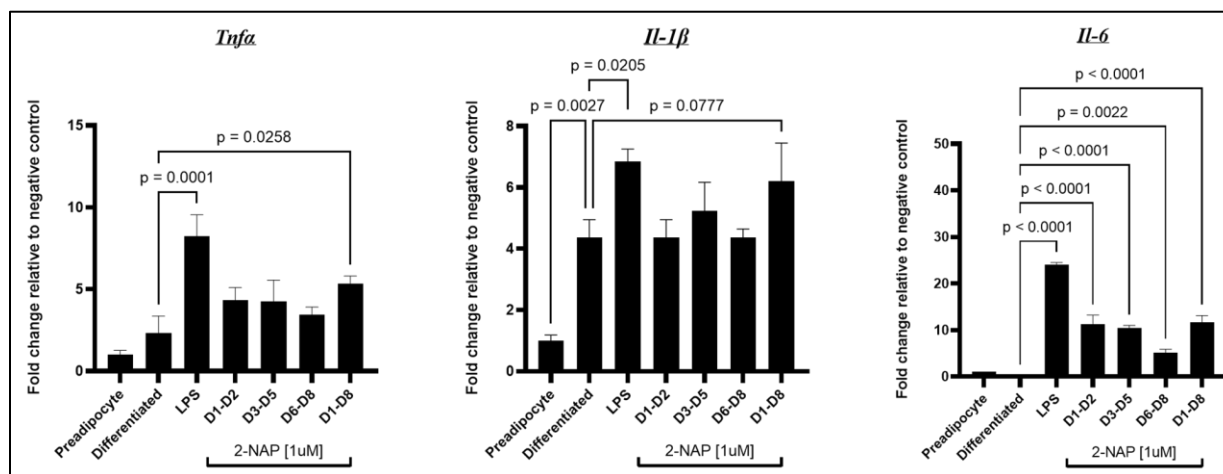 Tnfα
Fold change relative to negative control
15
10
5
0
p = 0.0258
p = 0.0001
Preadipocyte
Differentiated
LPS
D1-D2
D3-D5
D6-D8
D1-D8
2-NAP [1uM]
Il-1β
Fold change relative to negative control
8
6
4
2
0
p = 0.0205
p = 0.0027
p = 0.0777
Preadipocyte
Differentiated
LPS
D1-D2
D3-D5
D6-D8
D1-D8
2-NAP [1uM]
Il-6
Fold change relative to negative control
50
40
30
20
10
0
p < 0.0001
p = 0.0022
p < 0.0001
p < 0.0001
p < 0.0001
Preadipocyte
Differentiated
LPS
D1-D2
D3-D5
D6-D8
D1-D8
2-NAP [1uM]